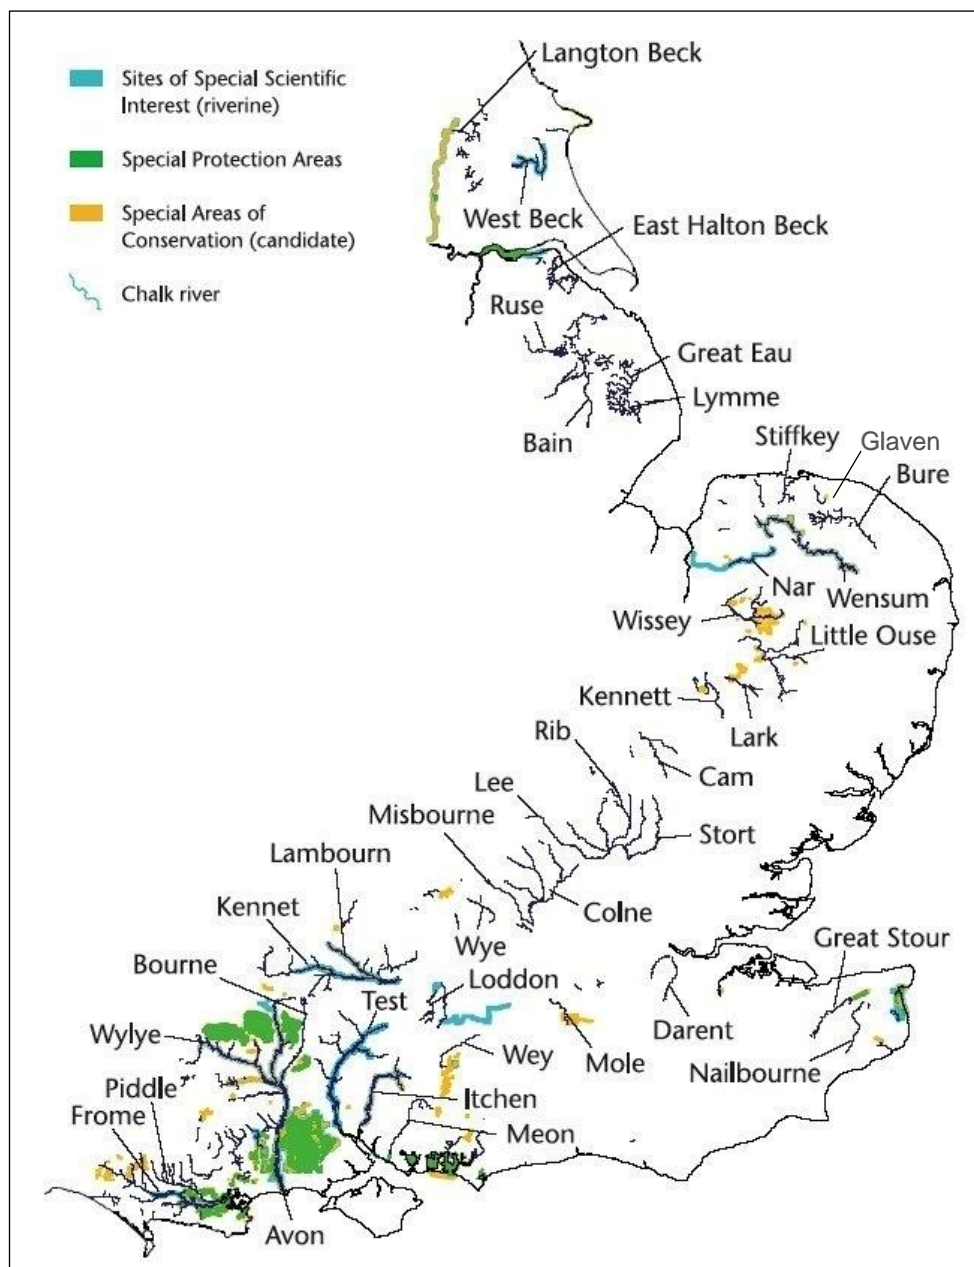 Langton Beck
Sites of Special Scientific
Interest (riverine)
Special Protection Areas
Special Areas of
Conservation (candidate)
Chalk river
West Beck
East Halton Beck
Ruse
Great Eau
Lymme
Bain
Stiffkey
Glaven
Bure
Nar
Wensum
Wissey
Little Ouse
Kennett
Lark
Rib
Cam
Lee
Misbourne
Stort
Lambourn
Colne
Kennet
Wye
Great Stour
Bourne
Loddon
Test
Darent
Wylye
Wey
Mole
Nailbourne
Piddle
Itchen
Frome
Meon
Avon